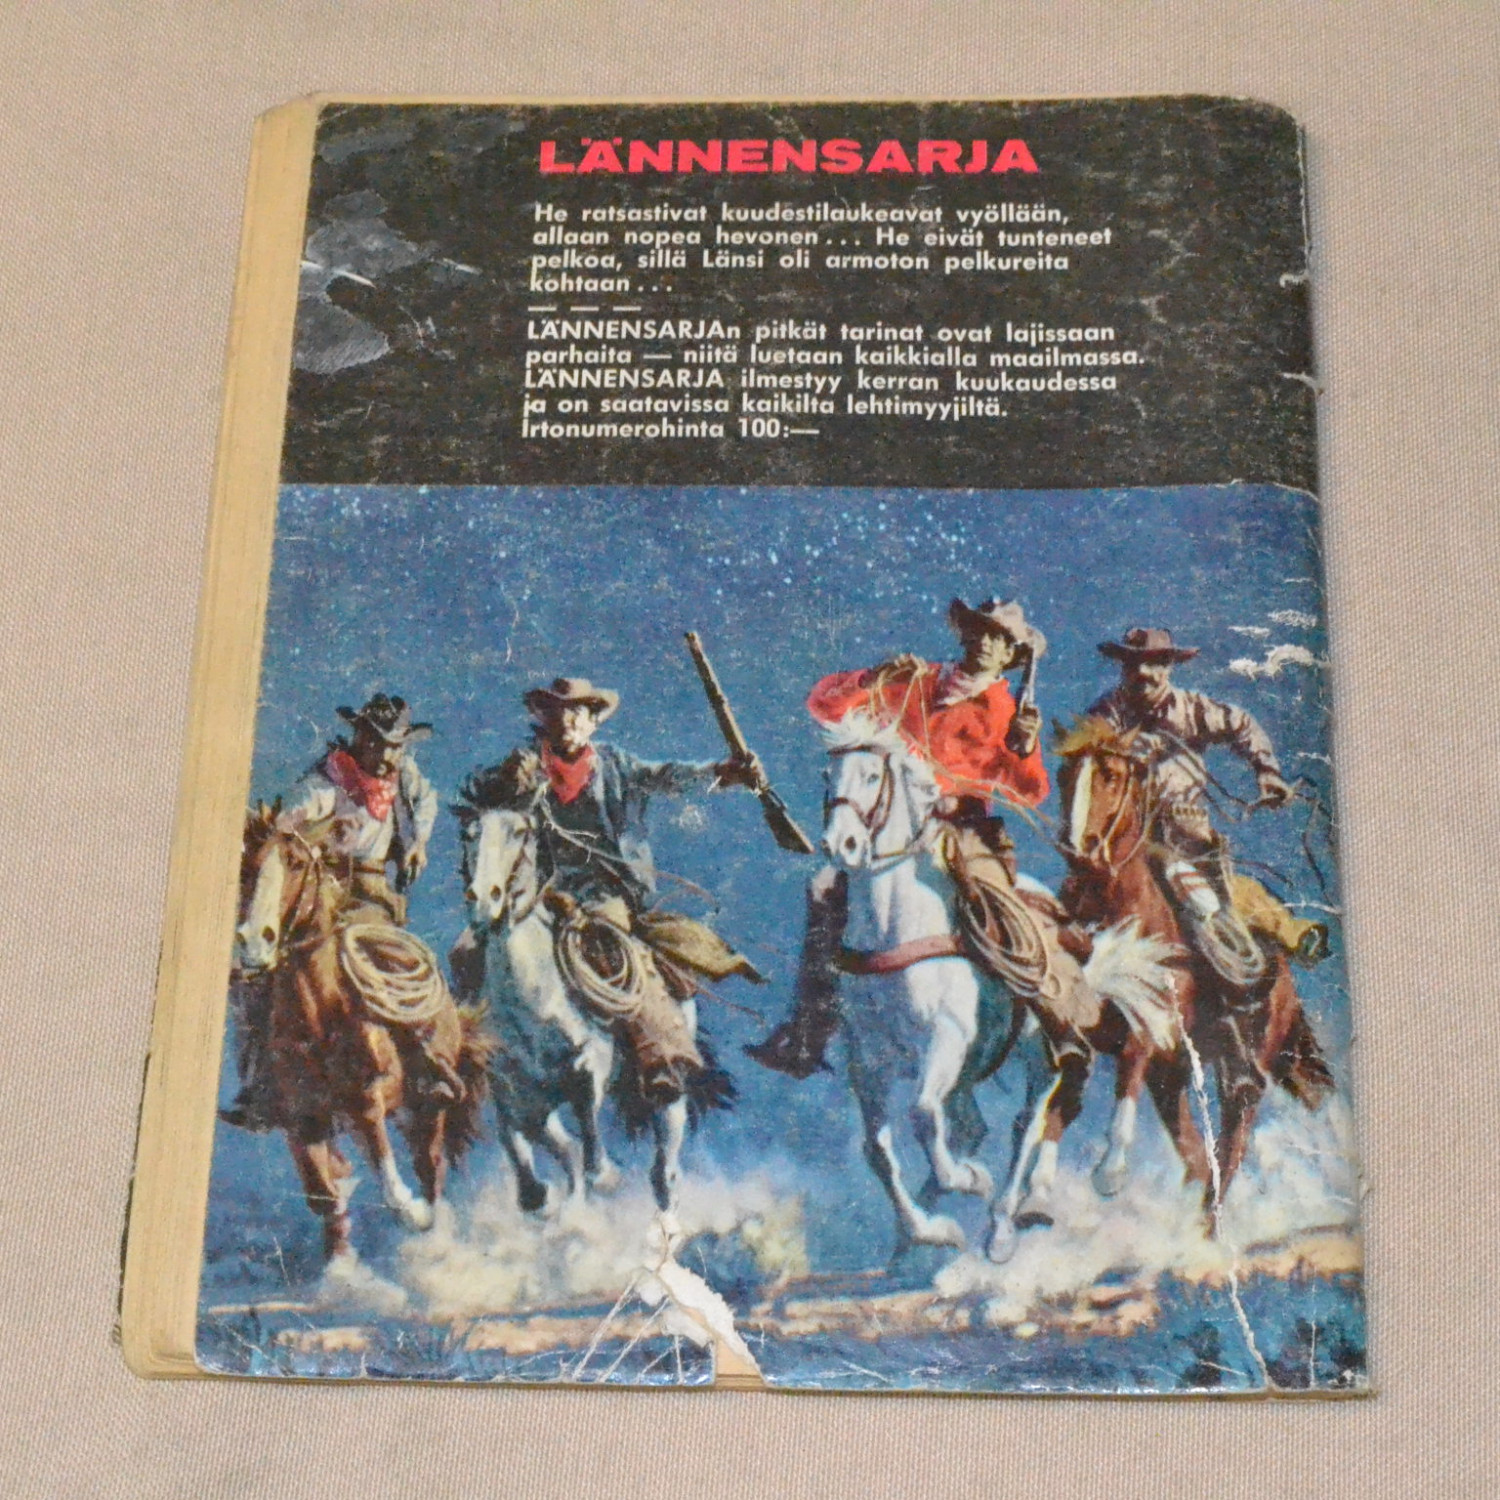 LÄNNENSARJA
He ratsastivat kuudestilaukeavat vyöllään,
allaan nopea hevonen ... He eivät tunteneet
pelkoa, sillä Länsi oli armoton pelkureita
kohtaan ...
— — —
LÄNNENSARJAn pitkät tarinat ovat lajissaan
parhaita — niitä luetaan kaikkialla maailmassa.
LÄNNENSARJA ilmestyy kerran kuukaudessa
ja on saatavissa kaikilta lehtimyyjiltä.
Irtonumerohinta 100:—